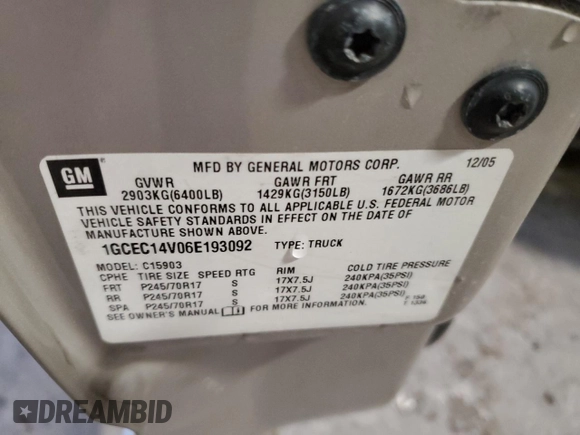 GM
MFD BY GENERAL MOTORS CORP. 12/05
GVWR GAWR FRT GAWR RR
2903KG(6400LB) 1429KG(3150LB) 1672KG(3686LB)
THIS VEHICLE CONFORMS TO ALL APPLICABLE U.S. FEDERAL MOTOR
VEHICLE SAFETY STANDARDS IN EFFECT ON THE DATE OF
MANUFACTURE SHOWN ABOVE.
1GCEC14V06E193092 TYPE: TRUCK
MODEL: C15903
CPHE TIRE SIZE SPEED RTG RIM COLD TIRE PRESSURE
FRT P245/70R17 S 17X7.5J 240KPA(35PSI)
RR P245/70R17 S 17X7.5J 240KPA(35PSI)
SPA P245/70R17 S 17X7.5J 240KPA(35PSI)
SEE OWNER'S MANUAL FOR MORE INFORMATION.
DREAMBID